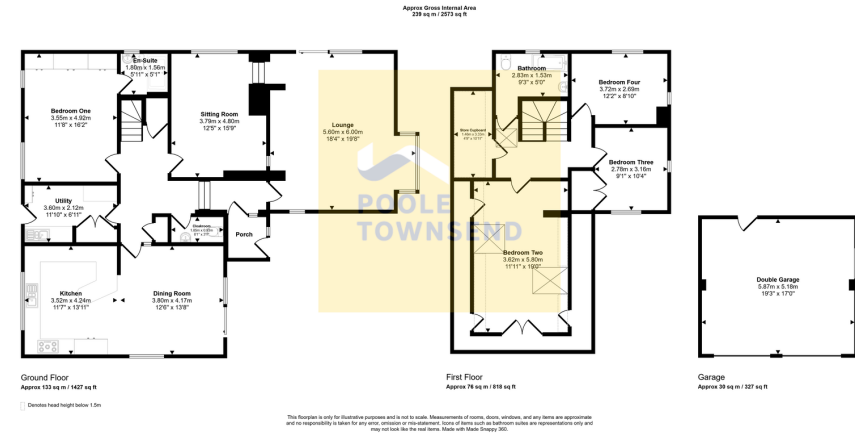 Approx Gross Internal Area
239 sq m / 2573 sq ft
En-Suite
1.80m x 1.56m
5'11" x 5'1"
Bedroom One
3.55m x 4.92m
11'8" x 16'2"
Sitting Room
3.79m x 4.80m
12'5" x 15'9"
Lounge
5.60m x 6.00m
18'4" x 19'8"
Utility
3.60m x 2.12m
11'10" x 6'11"
Cloakroom
Porch
Kitchen
3.52m x 4.24m
11'7" x 13'11"
Dining Room
3.80m x 4.17m
12'6" x 13'8"
Ground Floor
Approx 133 sq m / 1427 sq ft
Denotes head height below 1.5m
Bathroom
2.83m x 1.53m
9'3" x 5'0"
Bedroom Four
3.72m x 2.69m
12'2" x 8'10"
Store Cupboard
Bedroom Three
2.78m x 3.16m
9'1" x 10'4"
Bedroom Two
3.62m x 5.80m
11'11" x 19'0"
First Floor
Approx 76 sq m / 818 sq ft
POOLE
TOWNSEND
Double Garage
5.87m x 5.18m
19'3" x 17'0"
Garage
Approx 30 sq m / 327 sq ft
This floorplan is only for illustrative purposes and is not to scale. Measurements of rooms, doors, windows, and any items are approximate
and no responsibility is taken for any error, omission or mis-statement. Icons of items such as bathroom suites are representations only and
may not look like the real items. Made with Made Snappy 360.